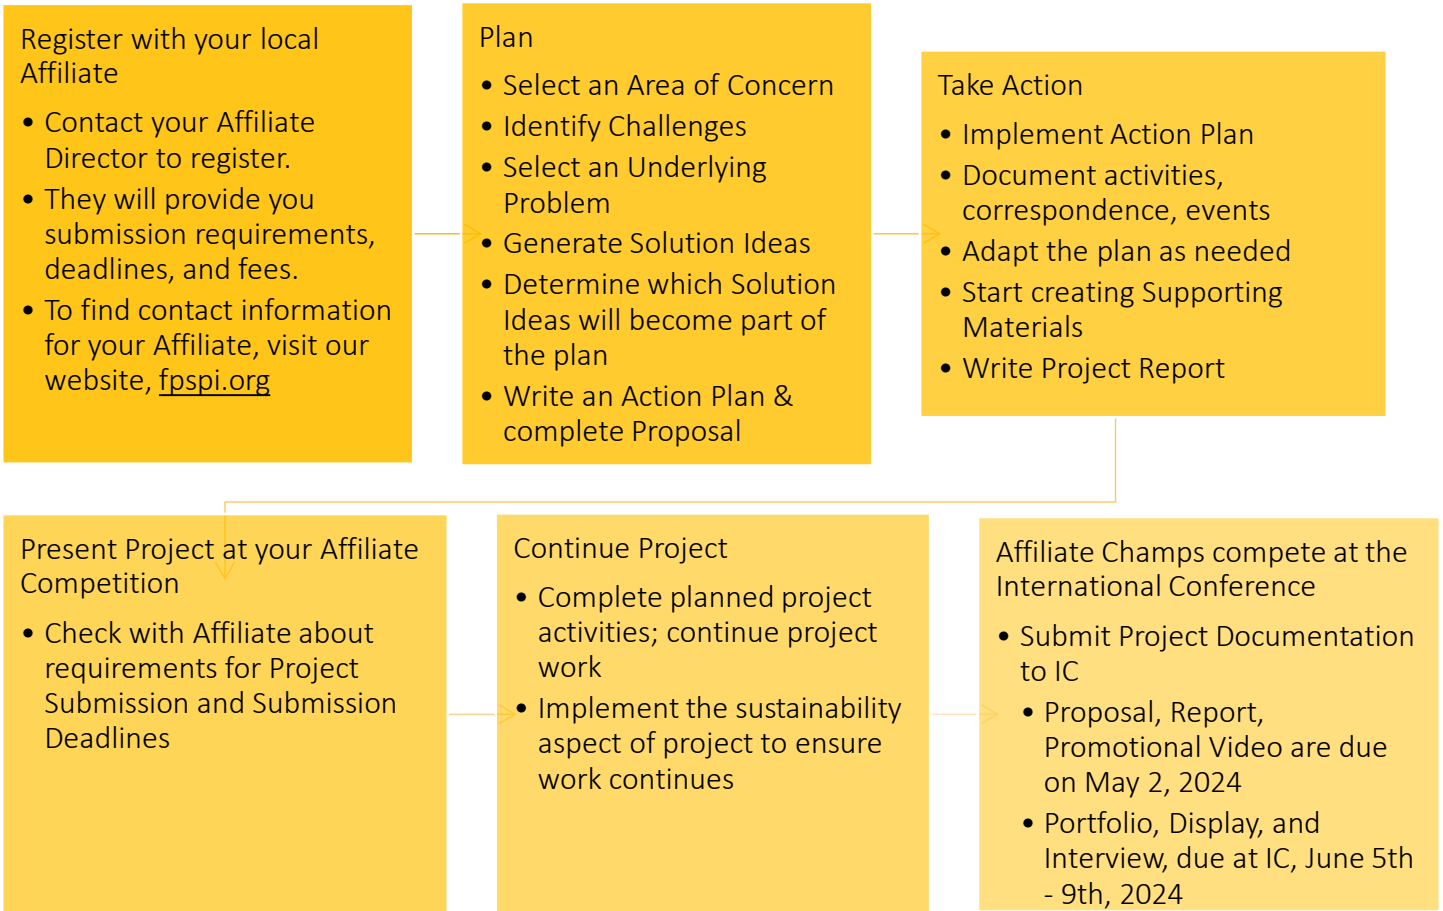 Register with your local
Affiliate
• Contact your Affiliate
Director to register.
• They will provide you
submission requirements,
deadlines, and fees.
• To find contact information
for your Affiliate, visit our
website, fpspi.org
Plan
• Select an Area of Concern
• Identify Challenges
• Select an Underlying
Problem
• Generate Solution Ideas
• Determine which Solution
Ideas will become part of
the plan
• Write an Action Plan &
complete Proposal
Take Action
• Implement Action Plan
• Document activities,
correspondence, events
• Adapt the plan as needed
• Start creating Supporting
Materials
• Write Project Report
Present Project at your Affiliate
Competition
• Check with Affiliate about
requirements for Project
Submission and Submission
Deadlines
Continue Project
• Complete planned project
activities; continue project
work
• Implement the sustainability
aspect of project to ensure
work continues
Affiliate Champs compete at the
International Conference
• Submit Project Documentation
to IC
• Proposal, Report,
Promotional Video are due
on May 2, 2024
• Portfolio, Display, and
Interview, due at IC, June 5th
- 9th, 2024